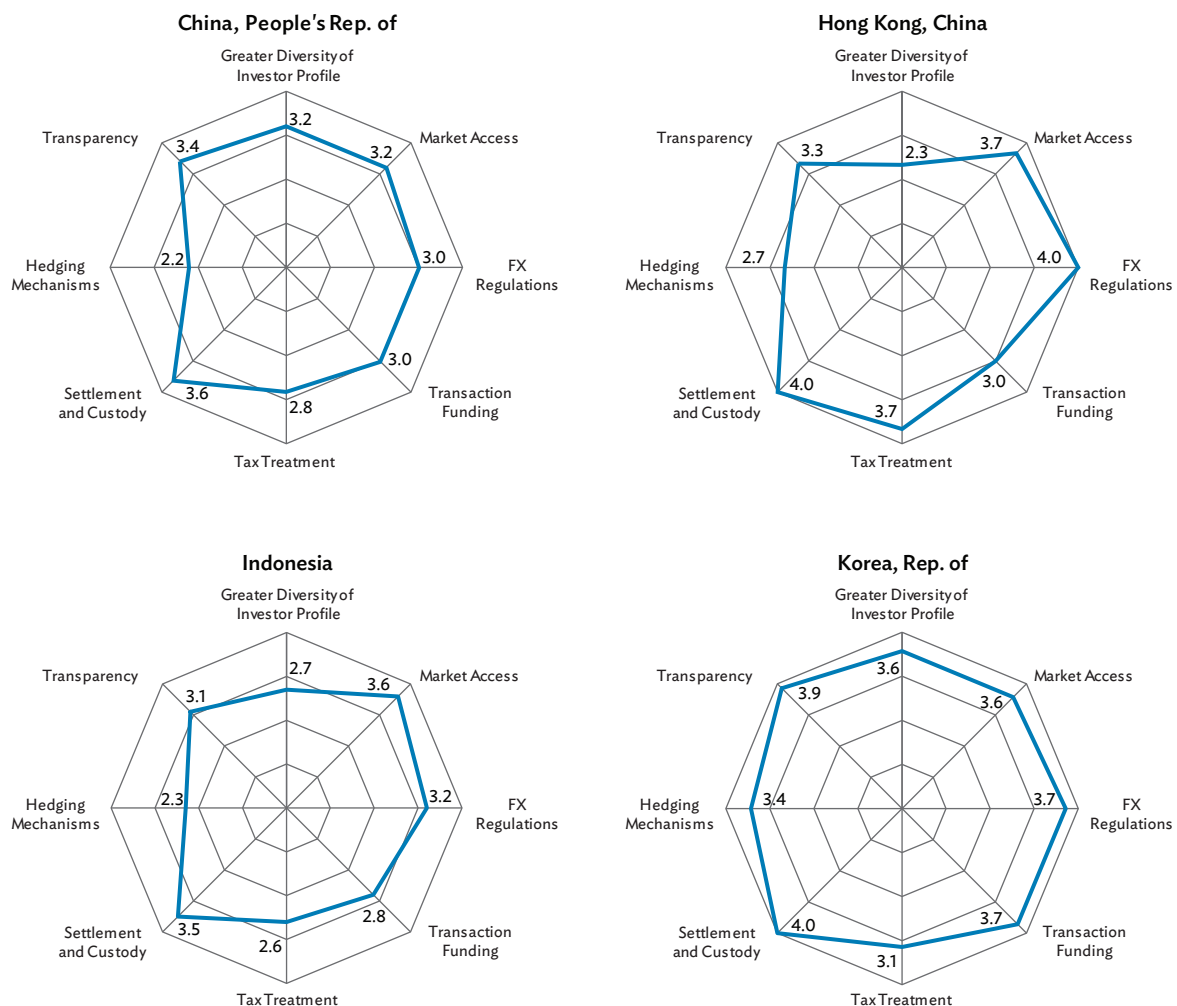 China, People's Rep. of
Greater Diversity of
Investor Profile
3.2
Transparency
3.4
3.2
Market Access
Hedging
Mechanisms
2.2
3.0
FX
Regulations
Settlement
and Custody
3.6
2.8
3.0
Transaction
Funding
Tax Treatment
Hong Kong, China
Greater Diversity of
Investor Profile
2.3
Transparency
3.3
3.7
Market Access
Hedging
Mechanisms
2.7
4.0
FX
Regulations
Settlement
and Custody
4.0
3.7
3.0
Transaction
Funding
Tax Treatment
Indonesia
Greater Diversity of
Investor Profile
2.7
Transparency
3.1
3.6
Market Access
Hedging
Mechanisms
2.3
3.2
FX
Regulations
Settlement
and Custody
3.5
2.6
2.8
Transaction
Funding
Tax Treatment
Korea, Rep. of
Greater Diversity of
Investor Profile
3.6
Transparency
3.9
3.6
Market Access
Hedging
Mechanisms
3.4
3.7
FX
Regulations
Settlement
and Custody
4.0
3.1
3.7
Transaction
Funding
Tax Treatment